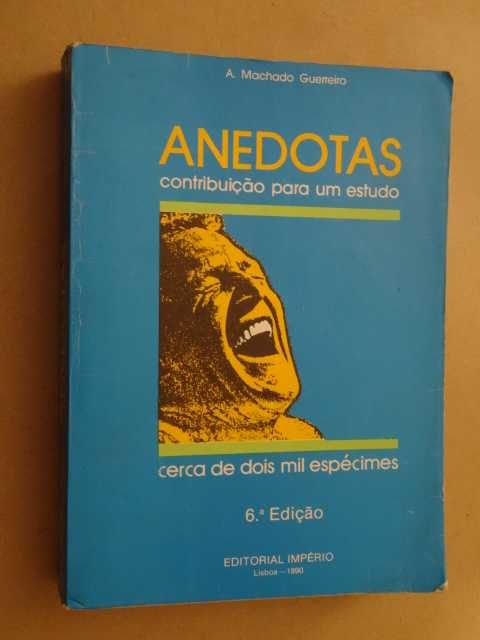 A. Machado Guerreiro
ANEDOTAS
contribuição para um estudo
cerca de dois mil espécimes
6.ª Edição
EDITORIAL IMPÉRIO
Lisboa — 1990